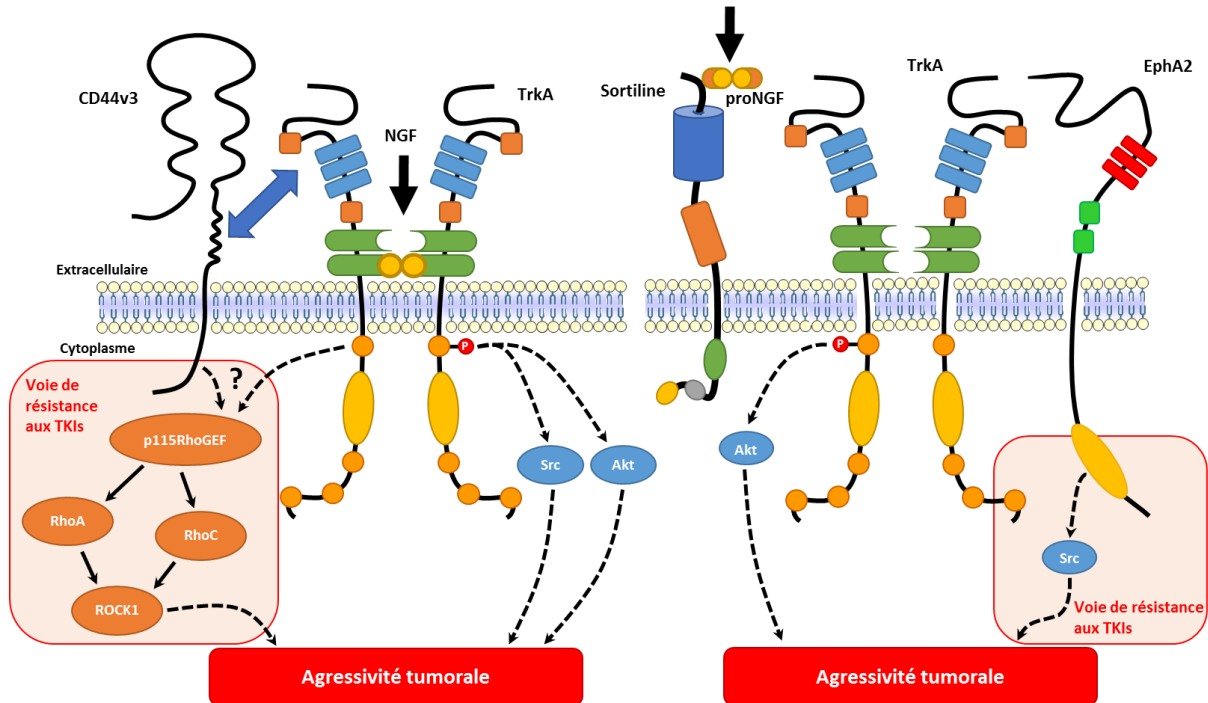 CD44v3
TrkA
NGF
Sortiline
proNGF
TrkA
EphA2
Extracellulaire
Cytoplasme
Voie de
résistance
aux TKIs
?
p115RhoGEF
RhoA
RhoC
ROCK1
P
Src
Akt
Agressivité tumorale
P
Akt
Src
Voie de résistance
aux TKIs
Agressivité tumorale